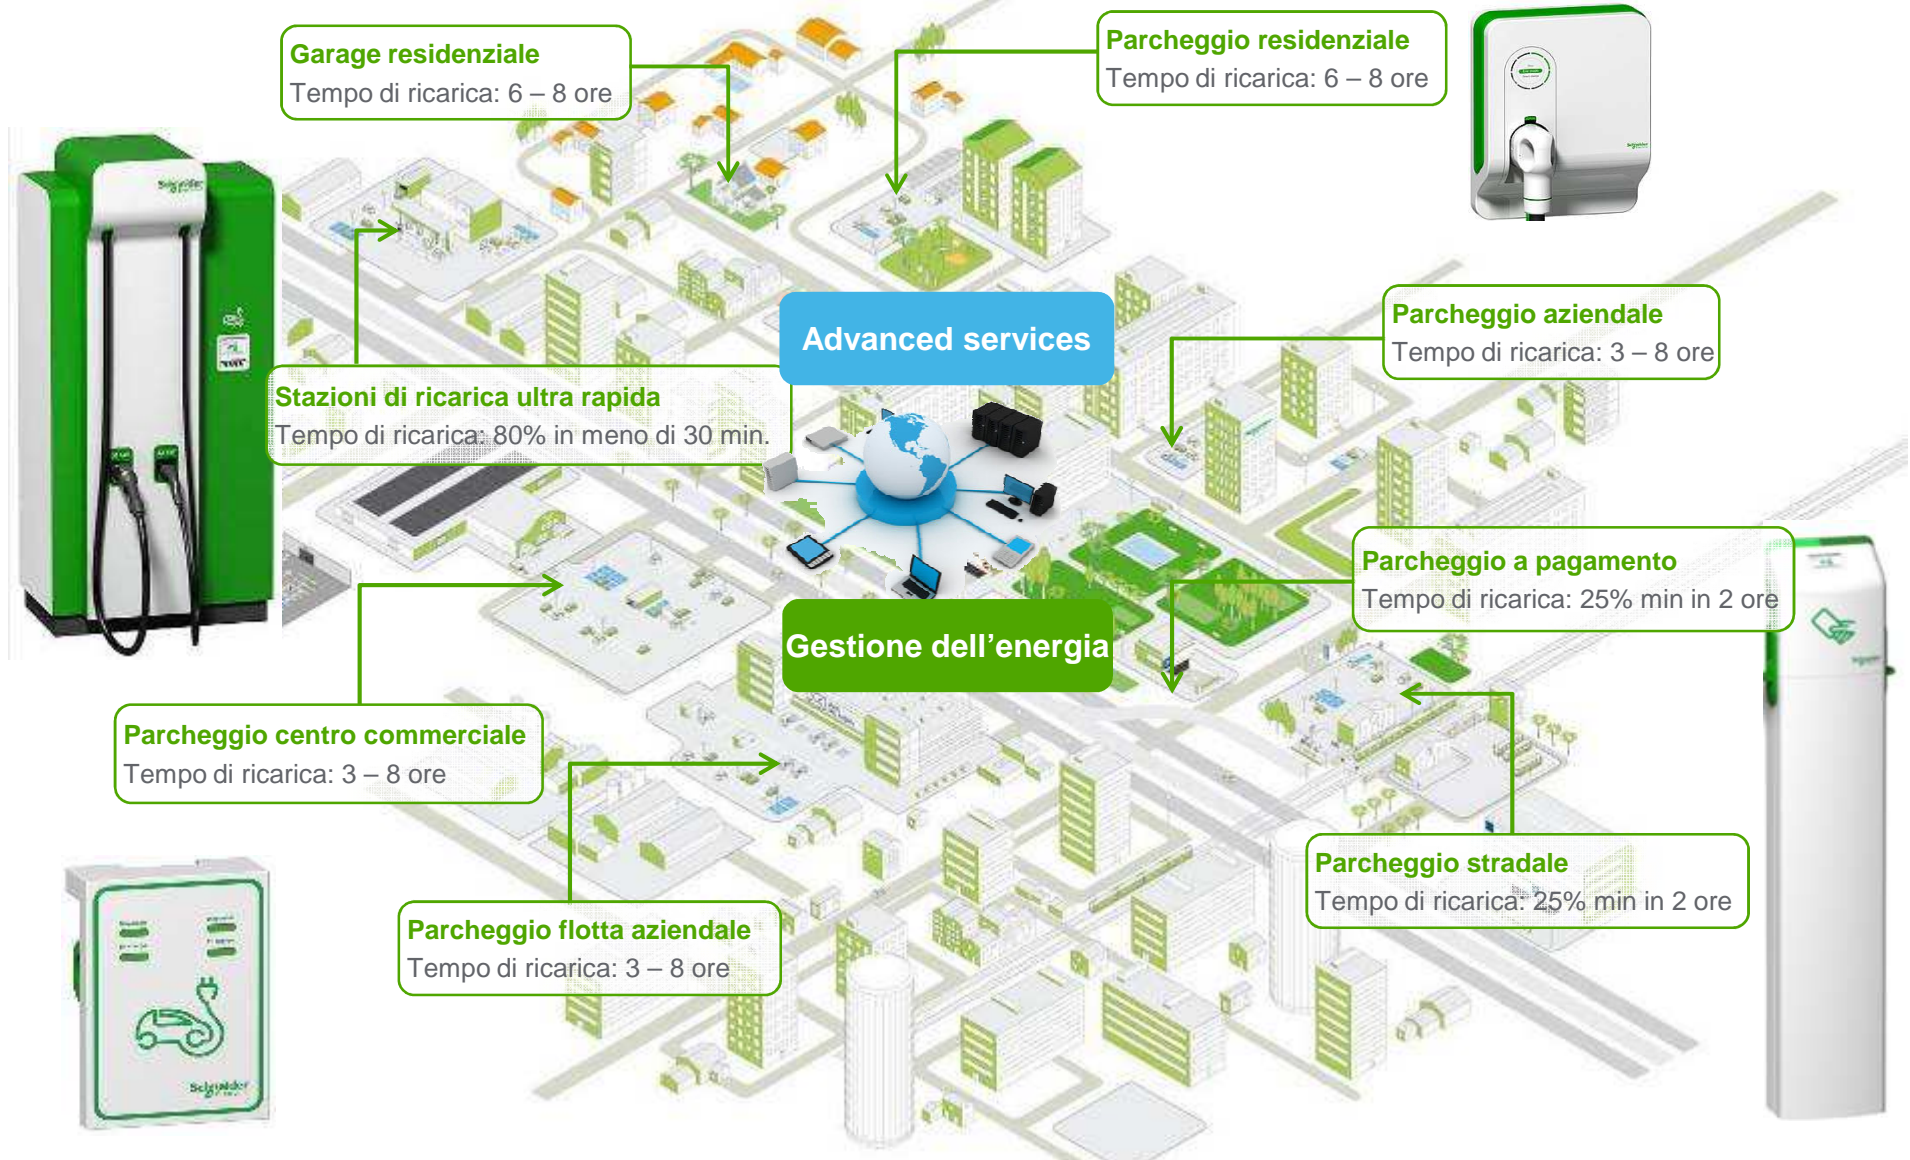 Garage residenziale
Tempo di ricarica: 6 – 8 ore
Parcheggio residenziale
Tempo di ricarica: 6 – 8 ore
Schneider
Advanced services
Parcheggio aziendale
Tempo di ricarica: 3 – 8 ore
Stazioni di ricarica ultra rapida
Tempo di ricarica: 80% in meno di 30 min.
Parcheggio a pagamento
Tempo di ricarica: 25% min in 2 ore
Gestione dell’energia
Parcheggio centro commerciale
Tempo di ricarica: 3 – 8 ore
Parcheggio stradale
Tempo di ricarica: 25% min in 2 ore
Parcheggio flotta aziendale
Tempo di ricarica: 3 – 8 ore
Schneider